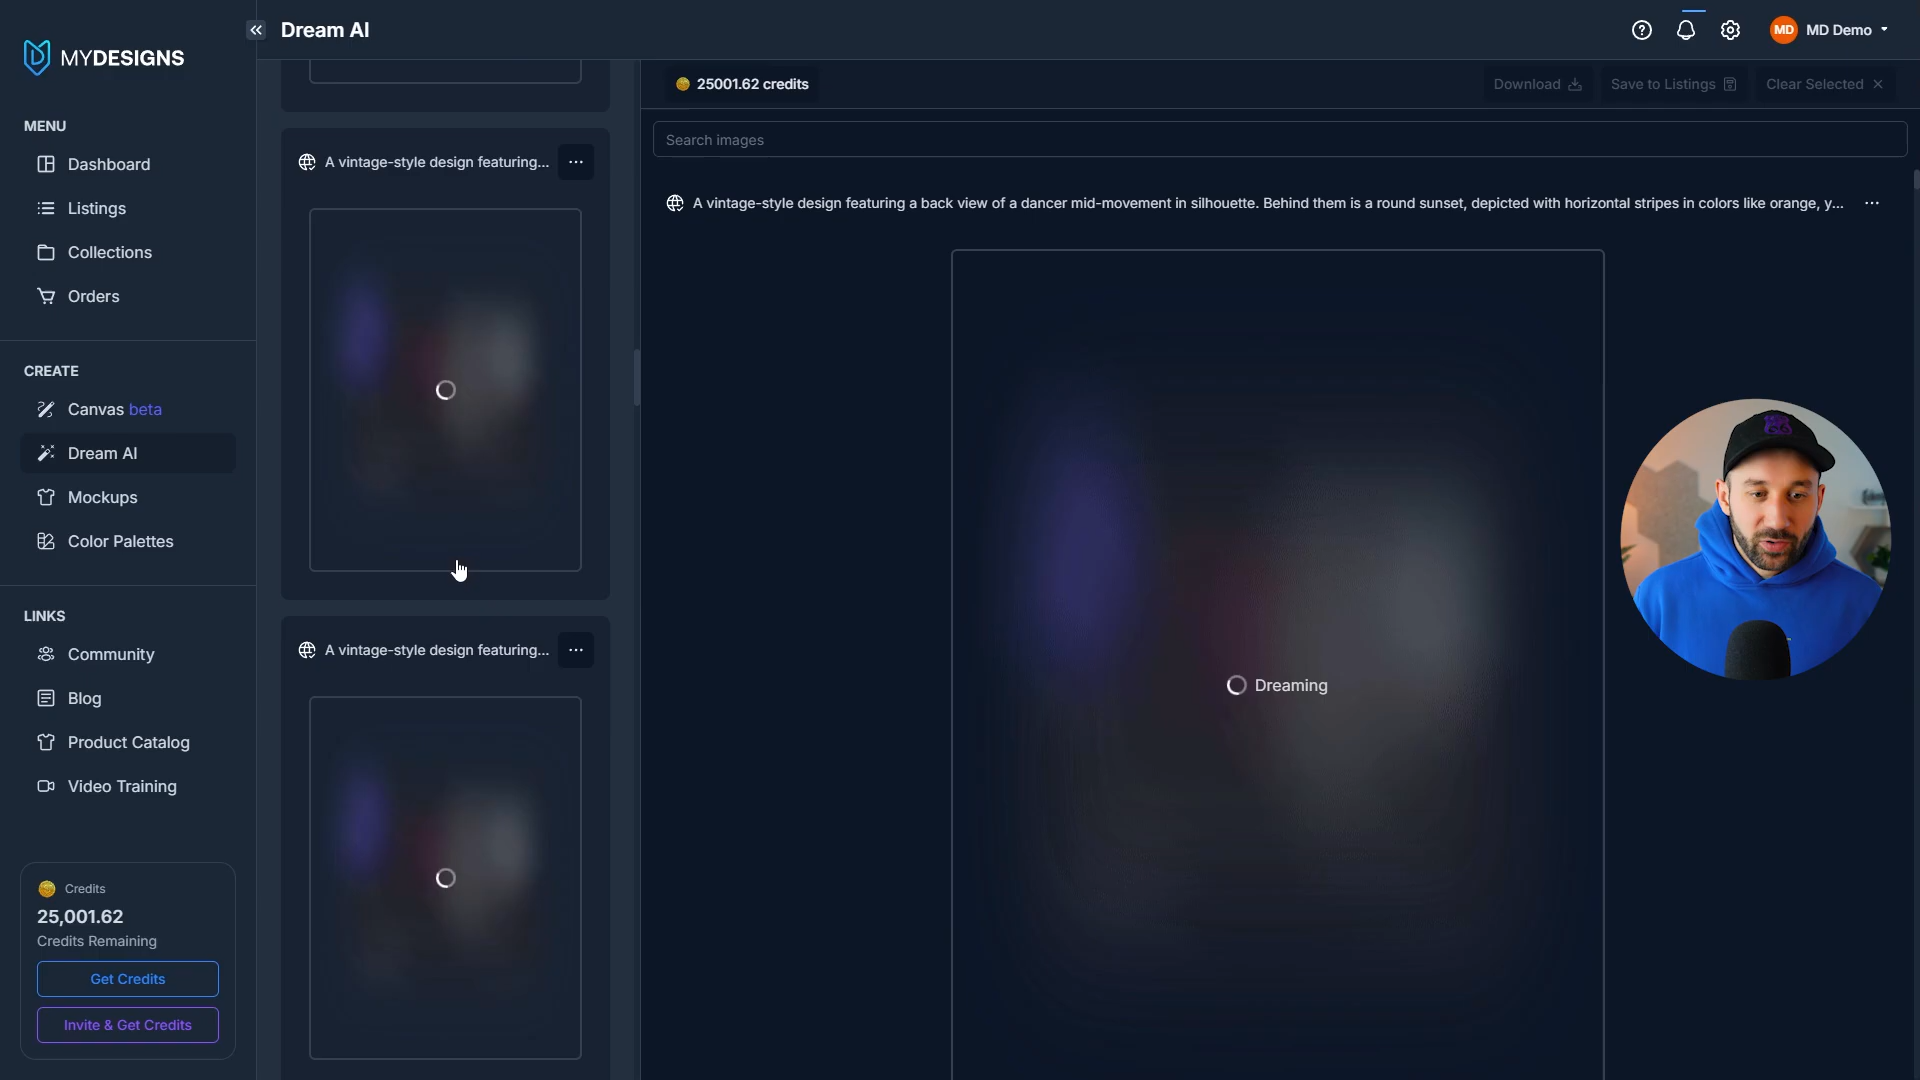 MYDESIGNS
MENU
Dashboard
Listings
Collections
Orders
CREATE
Canvas beta
Dream AI
Mockups
Color Palettes
LINKS
Community
Blog
Product Catalog
Video Training
Credits
25,001.62
Credits Remaining
Get Credits
Invite & Get Credits
Dream AI
MD MD Demo
A vintage-style design featuring...
A vintage-style design featuring...
25001.62 credits
Download
Save to Listings
Clear Selected
Search images
A vintage-style design featuring a back view of a dancer mid-movement in silhouette. Behind them is a round sunset, depicted with horizontal stripes in colors like orange, y...
Dreaming